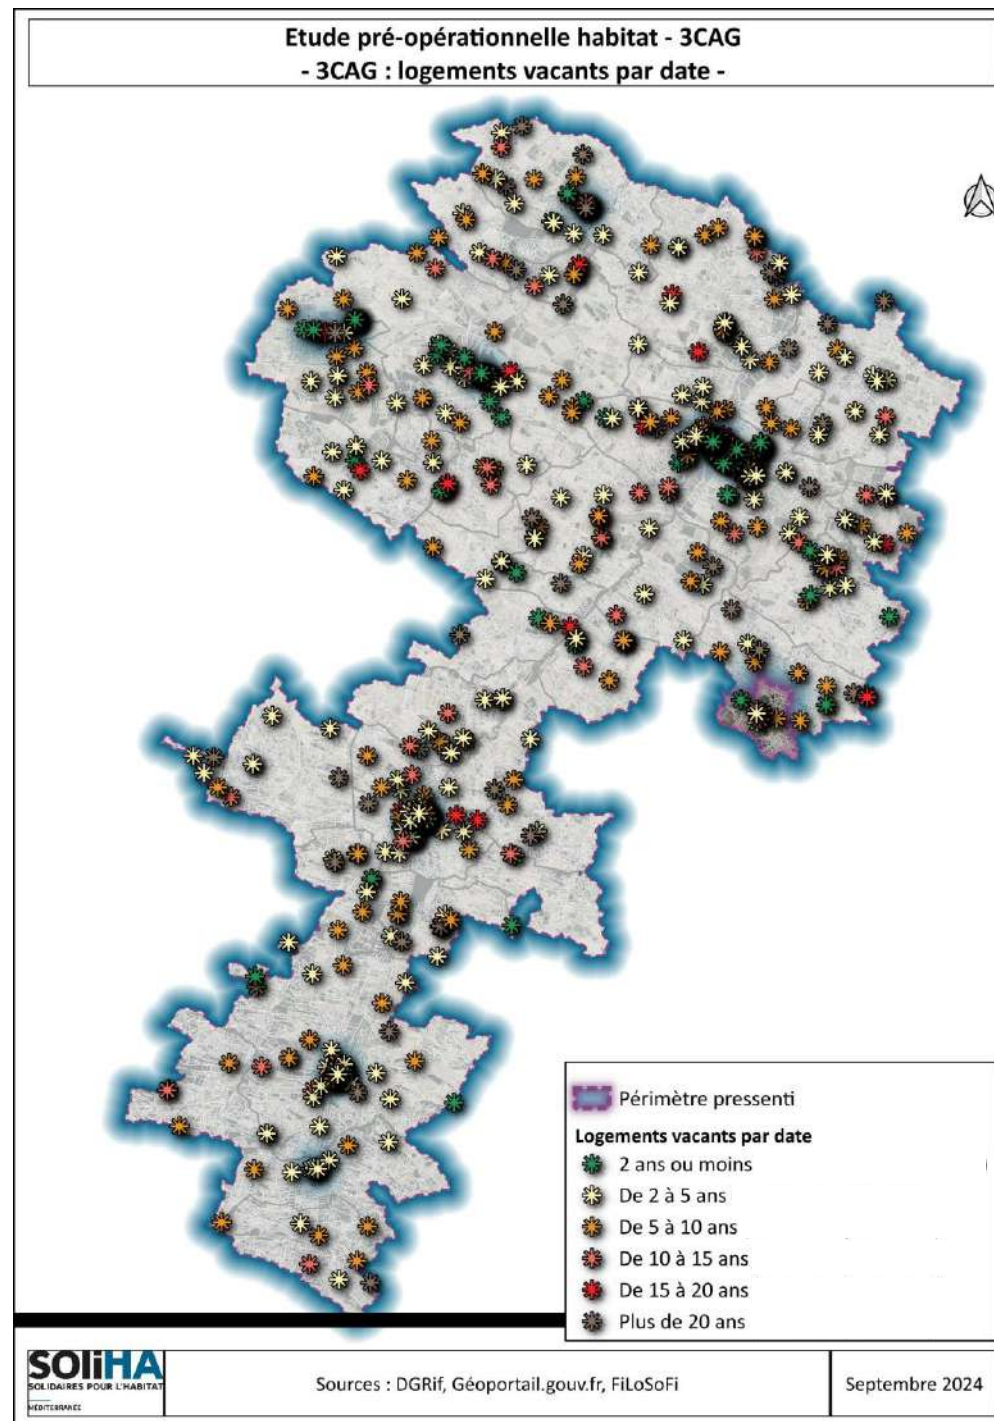 Etude pré-opérationnelle habitat - 3CAG
- 3CAG : logements vacants par date -
Périmètre pressenti
Logements vacants par date
2 ans ou moins
De 2 à 5 ans
De 5 à 10 ans
De 10 à 15 ans
De 15 à 20 ans
Plus de 20 ans
SOLiHA
SOLIDAIRES POUR L'HABITAT
MÉDITERRANÉE
Sources : DGRif, Géoportail.gouv.fr, FiLoSoFi
Septembre 2024